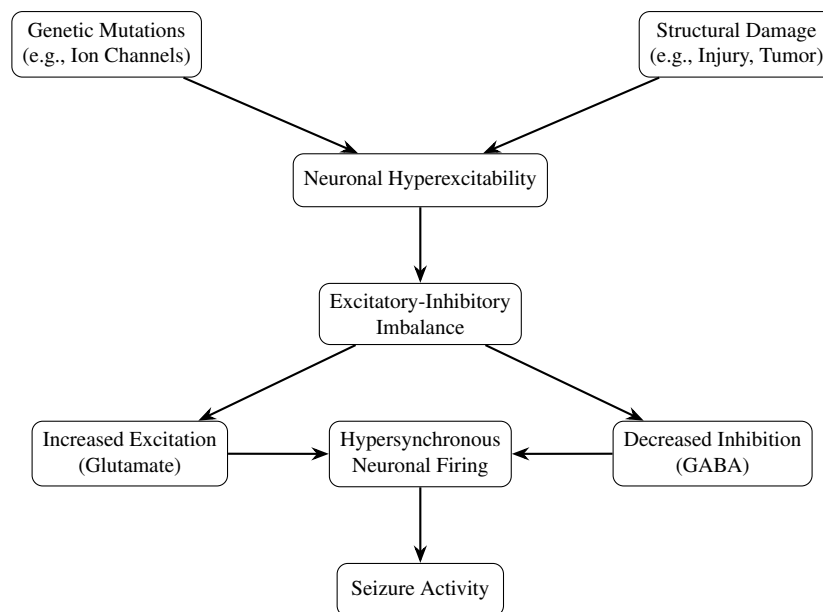 Genetic Mutations
(e.g., Ion Channels)
Structural Damage
(e.g., Injury, Tumor)
Neuronal Hyperexcitability
Excitatory-Inhibitory
Imbalance
Increased Excitation
(Glutamate)
Hypersynchronous
Neuronal Firing
Decreased Inhibition
(GABA)
Seizure Activity